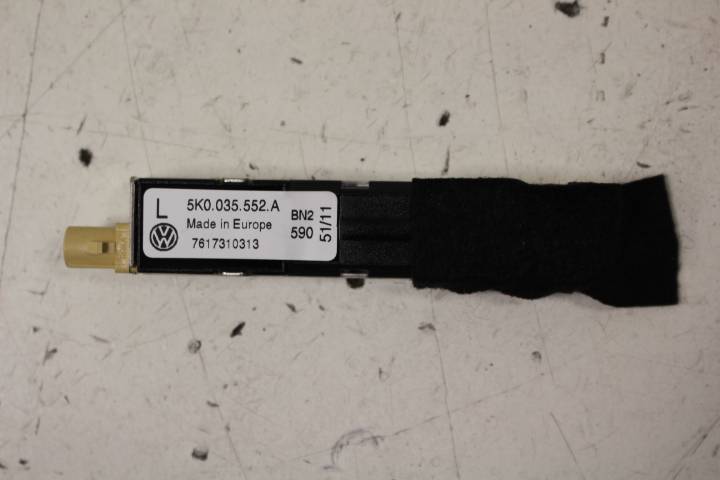 L 5K0.035.552.A
Made in Europe
7617310313
BN2
590
51/11